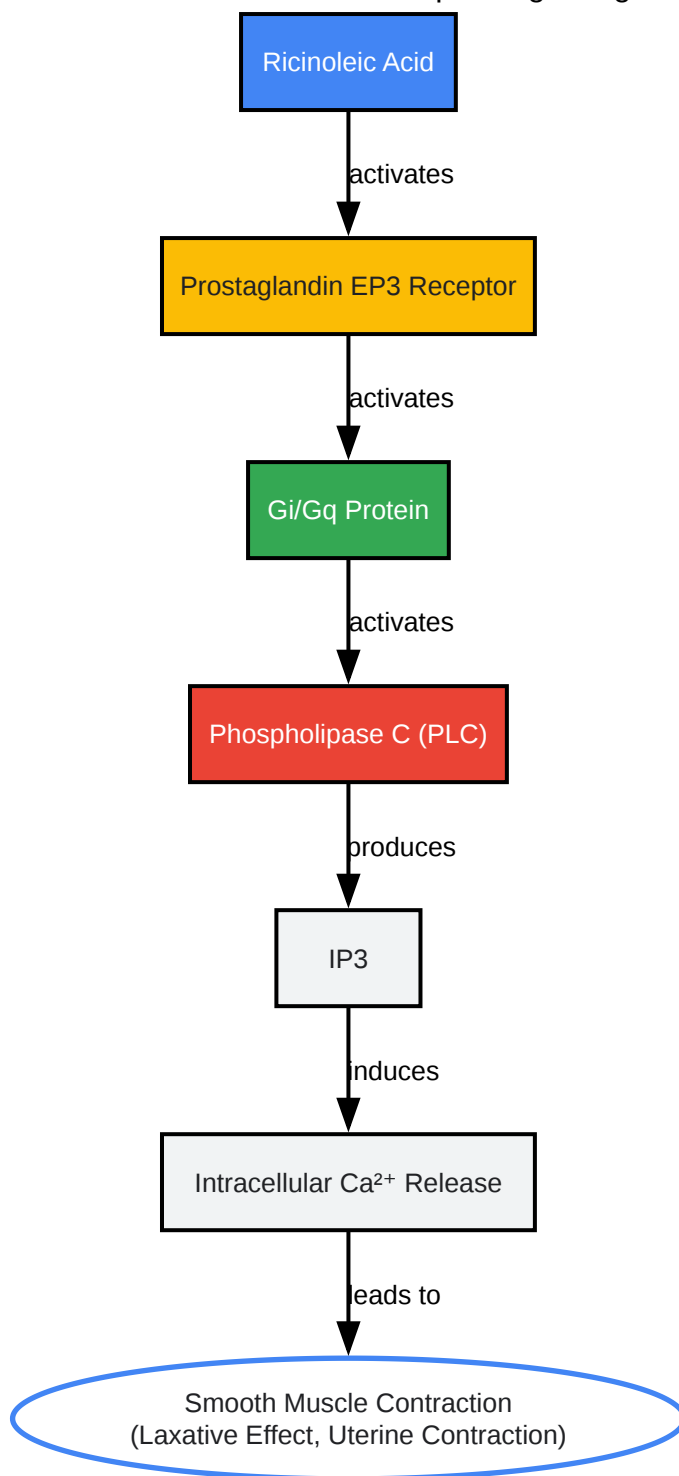 Ricinoleic Acid
activates
Prostaglandin EP3 Receptor
activates
Gi/Gq Protein
activates
Phospholipase C (PLC)
produces
IP3
induces
Intracellular Ca²⁺ Release
leads to
Smooth Muscle Contraction
(Laxative Effect, Uterine Contraction)